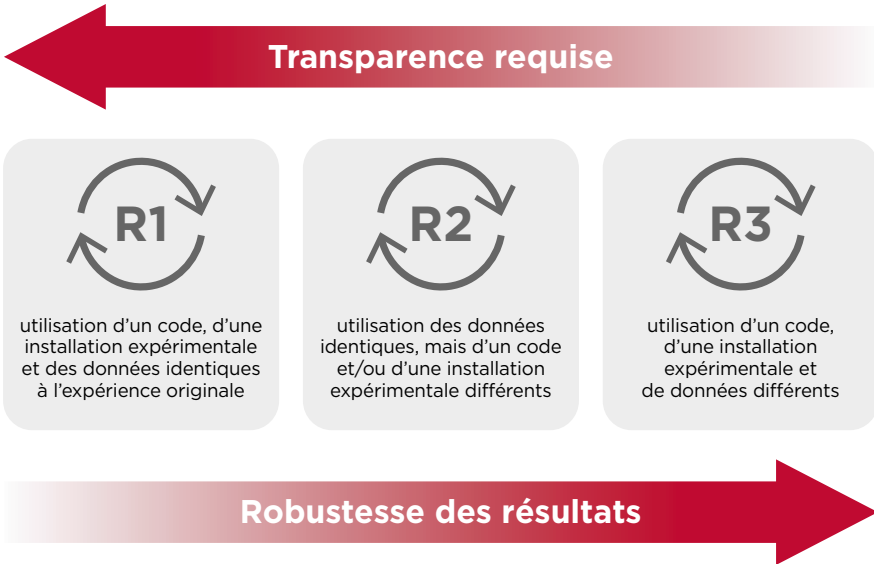 Transparence requise
R1
utilisation d’un code, d’une
installation expérimentale
et des données identiques
à l’expérience originale
R2
utilisation des données
identiques, mais d’un code
et/ou d’une installation
expérimentale différents
R3
utilisation d’un code,
d’une installation
expérimentale et
de données différents
Robustesse des résultats